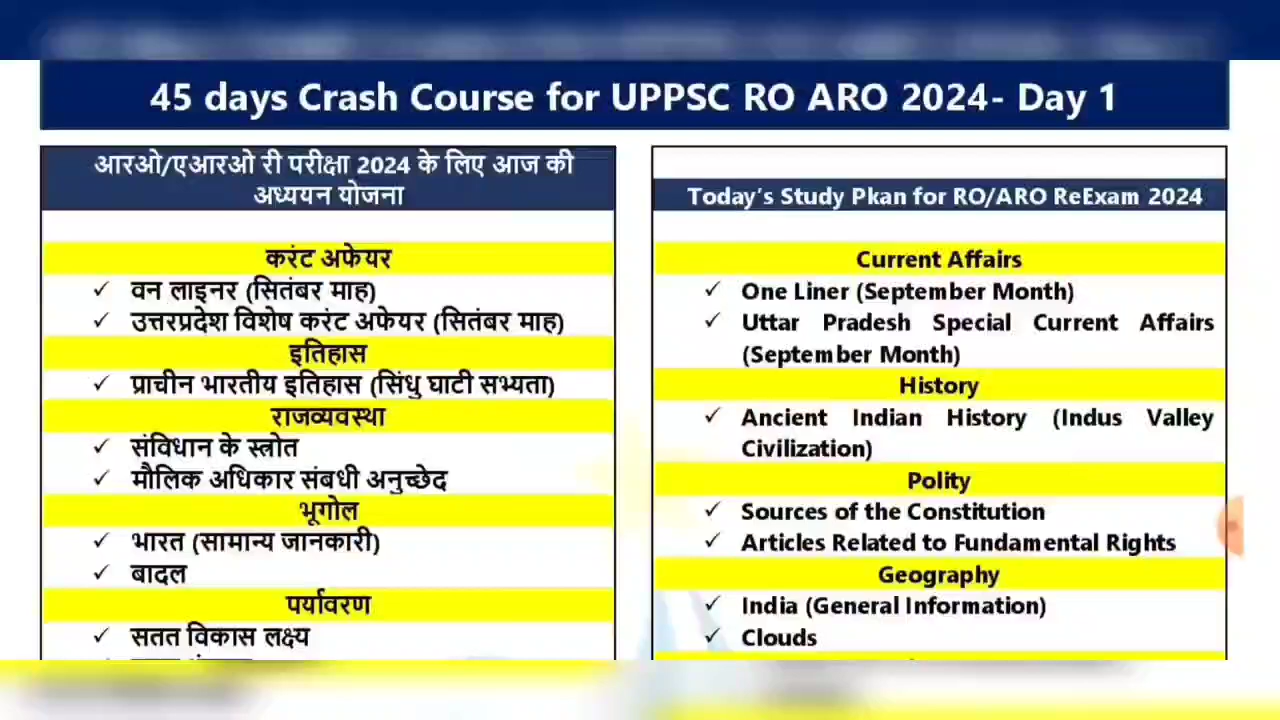 45 days Crash Course for UPPSC RO ARO 2024- Day 1
आरओ/एआरओ री परीक्षा 2024 के लिए आज की
अध्ययन योजना
करंट अफेयर
✓ वन लाइनर (सितंबर माह)
✓ उत्तरप्रदेश विशेष करंट अफेयर (सितंबर माह)
इतिहास
✓ प्राचीन भारतीय इतिहास (सिंधु घाटी सभ्यता)
राजव्यवस्था
✓ संविधान के स्त्रोत
✓ मौलिक अधिकार संबधी अनुच्छेद
भूगोल
✓ भारत (सामान्य जानकारी)
✓ बादल
पर्यावरण
✓ सतत विकास लक्ष्य
Today's Study Pkan for RO/ARO ReExam 2024
Current Affairs
✓ One Liner (September Month)
✓ Uttar Pradesh Special Current Affairs
(September Month)
History
✓ Ancient Indian History (Indus Valley
Civilization)
Polity
✓ Sources of the Constitution
✓ Articles Related to Fundamental Rights
Geography
✓ India (General Information)
✓ Clouds